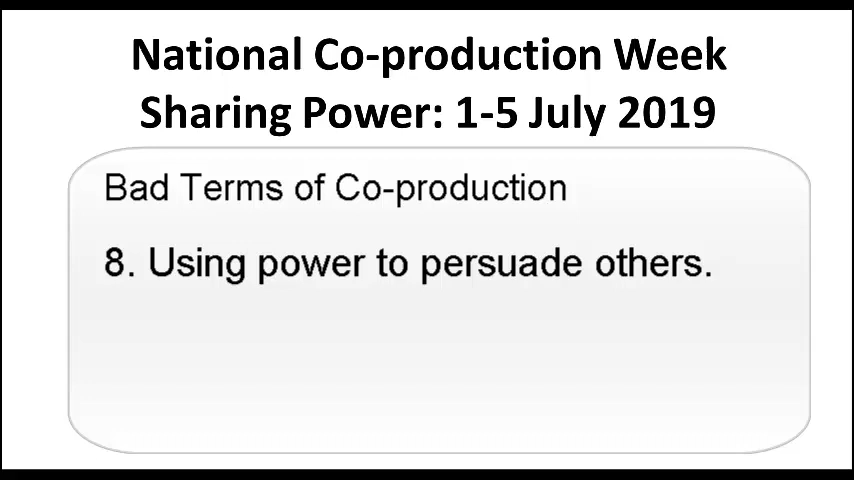 National Co-production Week
Sharing Power: 1-5 July 2019
Bad Terms of Co-production
8. Using power to persuade others.